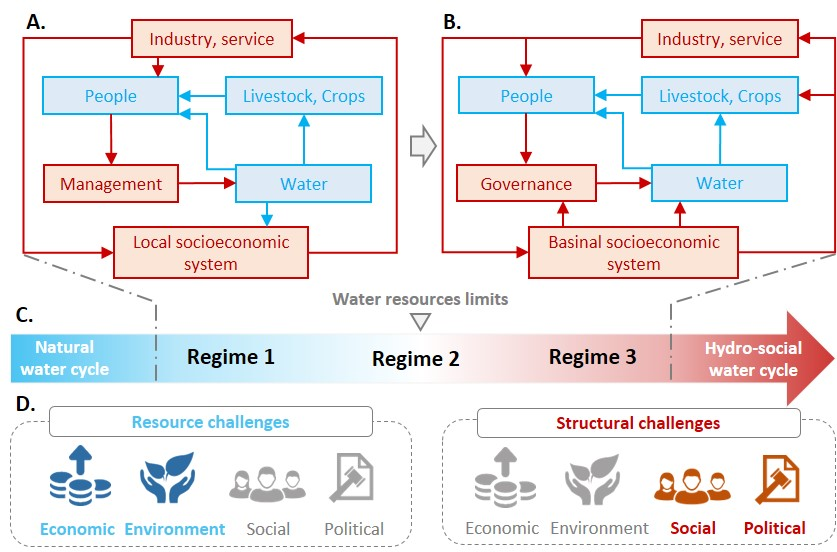 A.
Industry, service
People
Livestock, Crops
Management
Water
Local socioeconomic
system
B.
Industry, service
People
Livestock, Crops
Governance
Water
Basinal socioeconomic
system
Water resources limits
C.
Natural
water cycle
Regime 1
Regime 2
Regime 3
Hydro-social
water cycle
D.
Resource challenges
Economic
Environment
Social
Political
Structural challenges
Economic
Environment
Social
Political